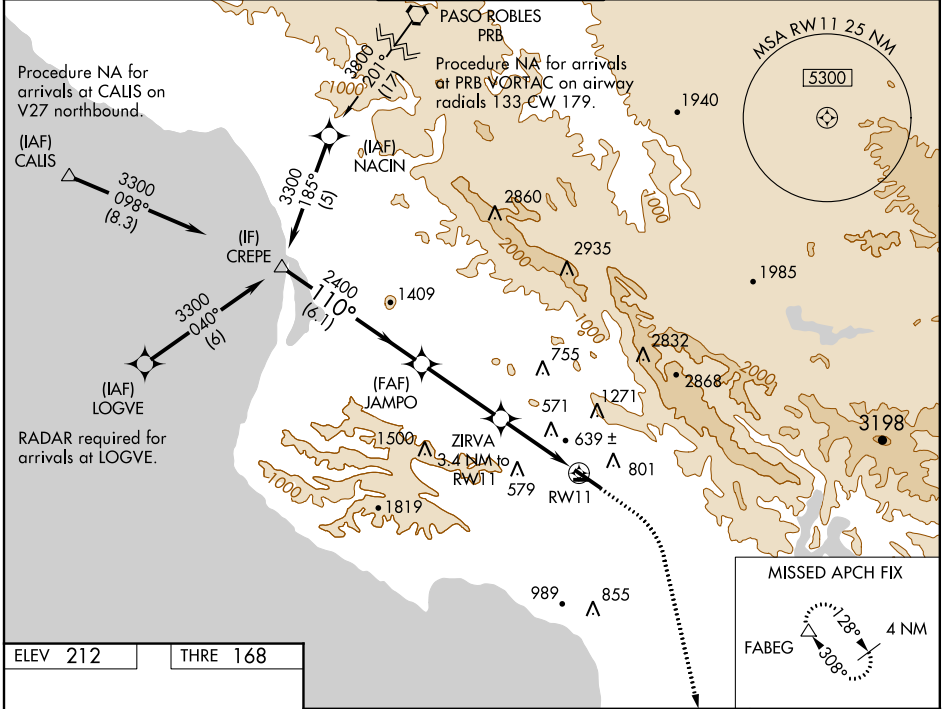 PASO ROBLES
PRB
Procedure NA for arrivals
at PRB VORTAC on airway
radials 133 CW 179.
3800
201°
(17)
1000
MSA RW11 25 NM
5300
Procedure NA for
arrivals at CALIS on
V27 northbound.
(IAF)
CALIS
3300
098°
(8.3)
(IAF)
NACIN
3300
185°
(5)
1940
1000
2860
2000
2935
1985
(IF)
CREPE
2400
110°
(6.1)
1409
3300
040°
(6)
(IAF)
LOGVE
RADAR required for
arrivals at LOGVE.
1000
2832
2868
2000
755
(FAF)
JAMPO
1271
571
639 ±
3198
ZIRVA
3.4 NM to
RW11
1500
579
801
RW11
1000
1819
989
855
MISSED APCH FIX
FABEG
128°
308°
4 NM
ELEV 212
THRE 168